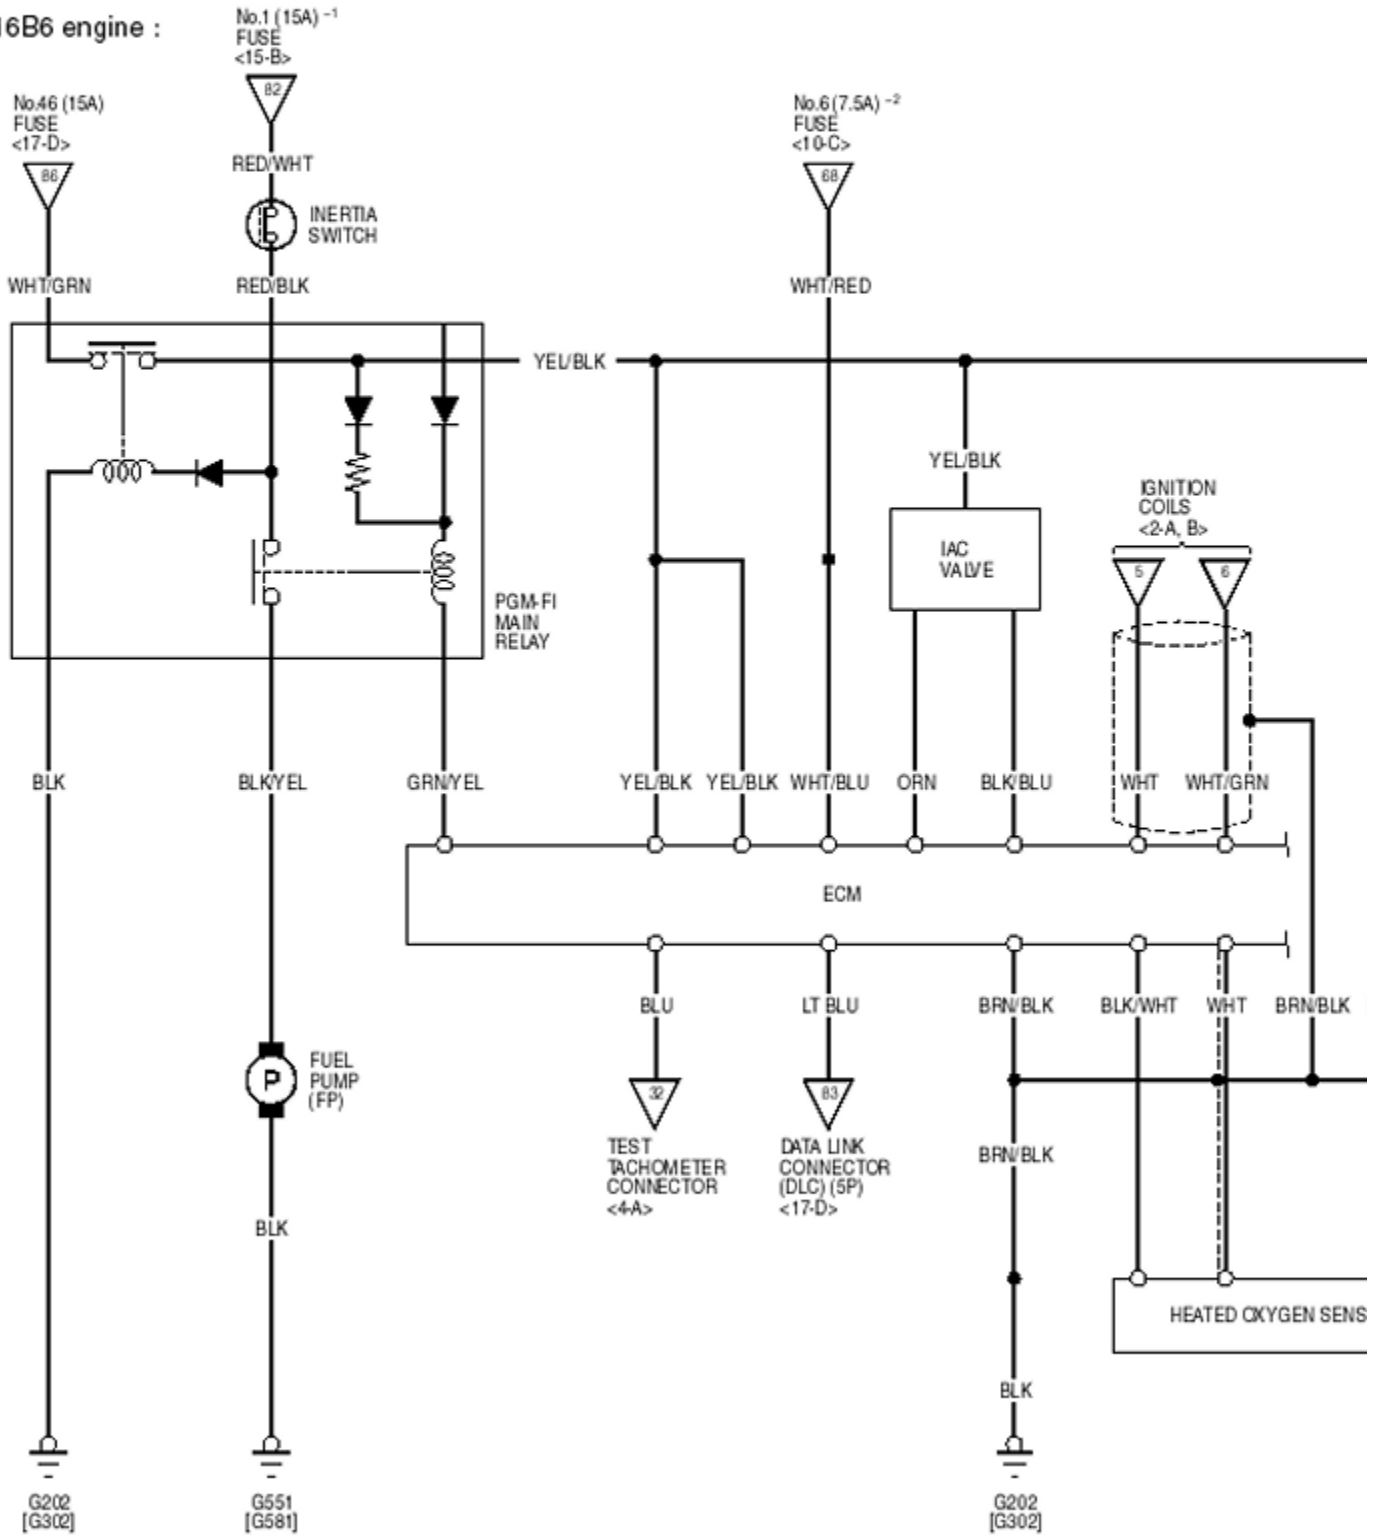 16B6 engine :
No.1 (15A) –1
FUSE
<15-B>
82
No.46 (15A)
FUSE
<17-D>
86
No.6 (7.5A) –2
FUSE
<10-C>
68
RED/WHT
INERTIA
SWITCH
WHT/GRN
RED/BLK
WHT/RED
YEL/BLK
YEL/BLK
IGNITION
COILS
<2-A, B>
5
6
IAC
VALVE
PGM-FI
MAIN
RELAY
BLK
BLK/YEL
GRN/YEL
YEL/BLK
YEL/BLK
WHT/BLU
ORN
BLK/BLU
WHT
WHT/GRN
ECM
BLU
LT BLU
BRN/BLK
BLK/WHT
WHT
BRN/BLK
P
FUEL
PUMP
(FP)
32
83
TEST
TACHOMETER
CONNECTOR
<4-A>
DATA LINK
CONNECTOR
(DLC) (5P)
<17-D>
BRN/BLK
BLK
HEATED OXYGEN SENS
BLK
G202
[G302]
G551
[G581]
G202
[G302]